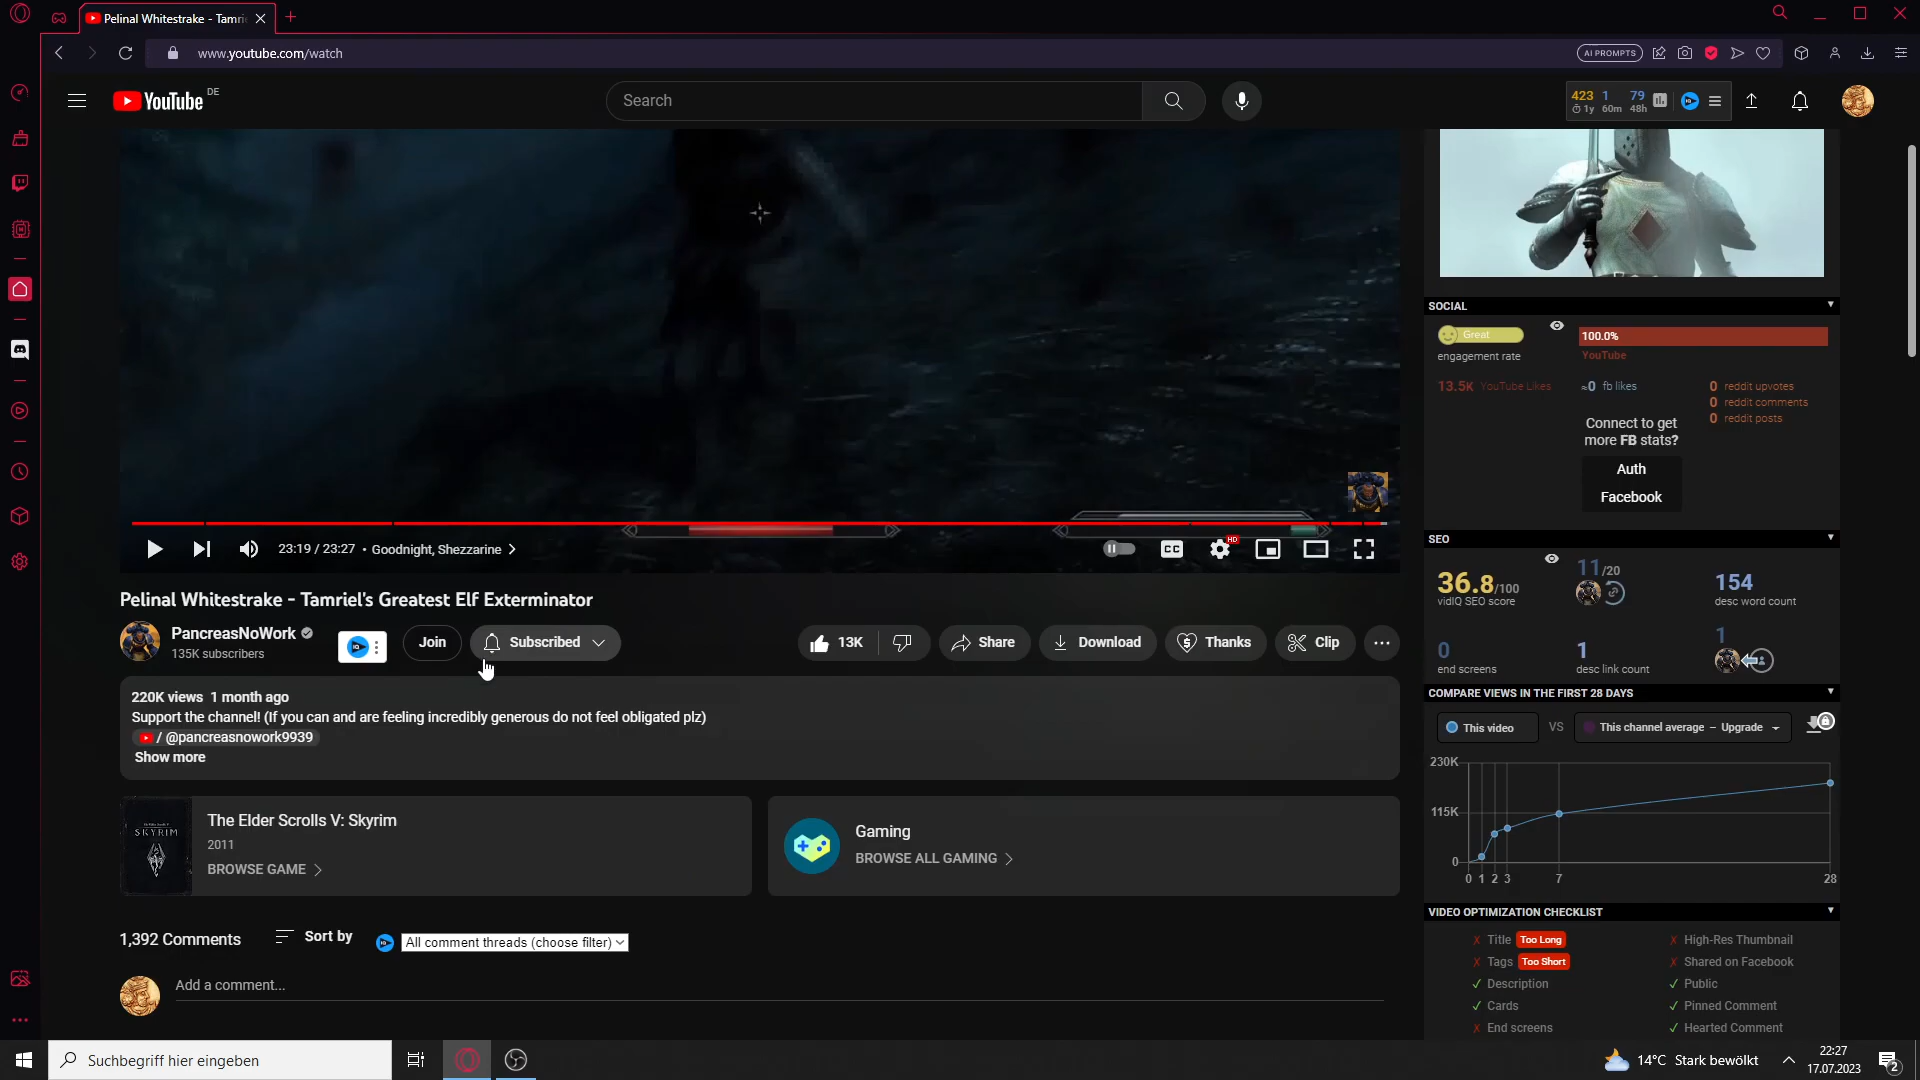 Pelinal Whitestrake - Tamri
www.youtube.com/watch
AI PROMPTS
YouTube DE
Search
423 1 79
1y 60m 48h
23:19 / 23:27 • Goodnight, Shezzarine
CC
HD
Pelinal Whitestrake - Tamriel's Greatest Elf Exterminator
PancreasNoWork
135K subscribers
Join
Subscribed
13K
Share
Download
Thanks
Clip
220K views 1 month ago
Support the channel! (If you can and are feeling incredibly generous do not feel obligated plz)
/ @pancreasnowork9939
Show more
SKYRIM
The Elder Scrolls V: Skyrim
2011
BROWSE GAME
Gaming
BROWSE ALL GAMING
1,392 Comments
Sort by
All comment threads (choose filter)
Add a comment...
SOCIAL
Great
engagement rate
100.0%
YouTube
13.5K YouTube Likes
≈0 fb likes
0 reddit upvotes
0 reddit comments
0 reddit posts
Connect to get
more FB stats?
Auth
Facebook
SEO
36.8/100
vidIQ SEO score
11/20
154
desc word count
0
end screens
1
desc link count
1
COMPARE VIEWS IN THE FIRST 28 DAYS
This video
VS
This channel average – Upgrade
230K
115K
0
0 1 2 3 7 28
VIDEO OPTIMIZATION CHECKLIST
✗ Title Too Long
✗ High-Res Thumbnail
✗ Tags Too Short
✗ Shared on Facebook
✓ Description
✓ Public
✓ Cards
✓ Pinned Comment
✗ End screens
✓ Hearted Comment
Suchbegriff hier eingeben
14°C Stark bewölkt
22:27
17.07.2023
2